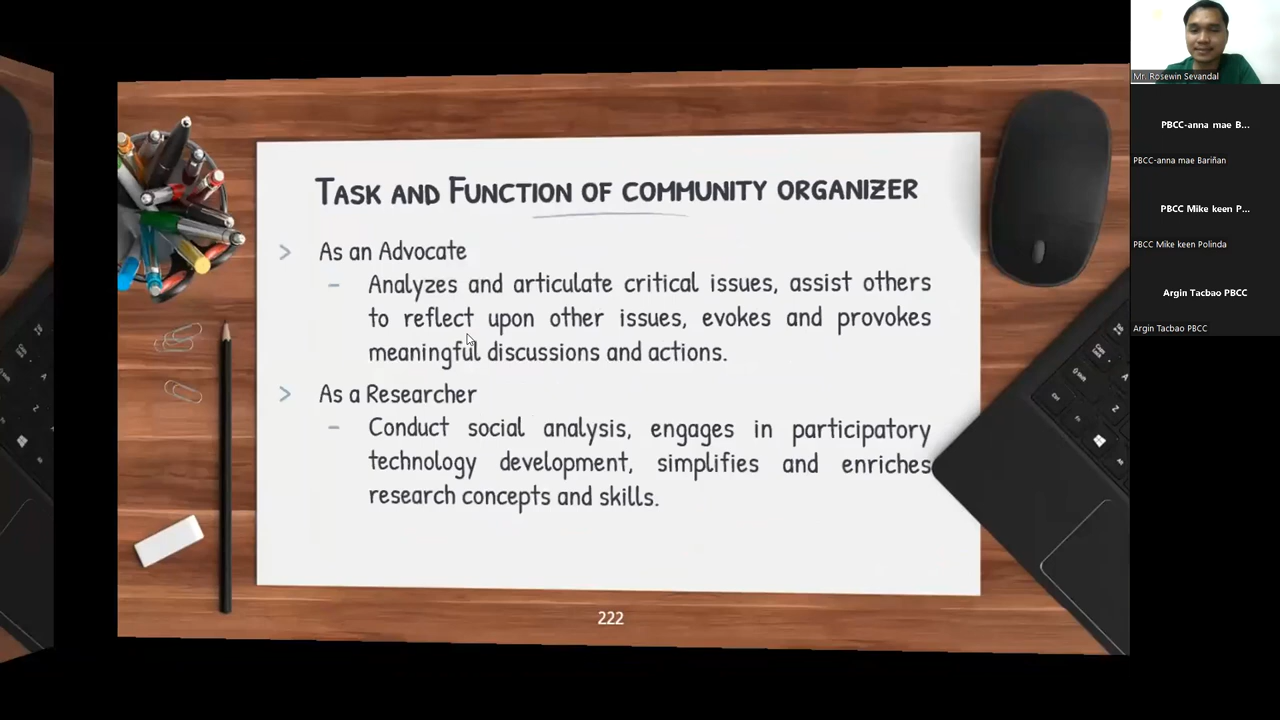 Task and Function of community organizer
> As an Advocate
– Analyzes and articulate critical issues, assist others
to reflect upon other issues, evokes and provokes
meaningful discussions and actions.
> As a Researcher
– Conduct social analysis, engages in participatory
technology development, simplifies and enriches
research concepts and skills.
222
Mr. Rosewin Sevandal
PBCC-anna mae B...
PBCC-anna mae Bariñan
PBCC Mike keen P...
PBCC Mike keen Polinda
Argin Tacbao PBCC
Argin Tacbao PBCC